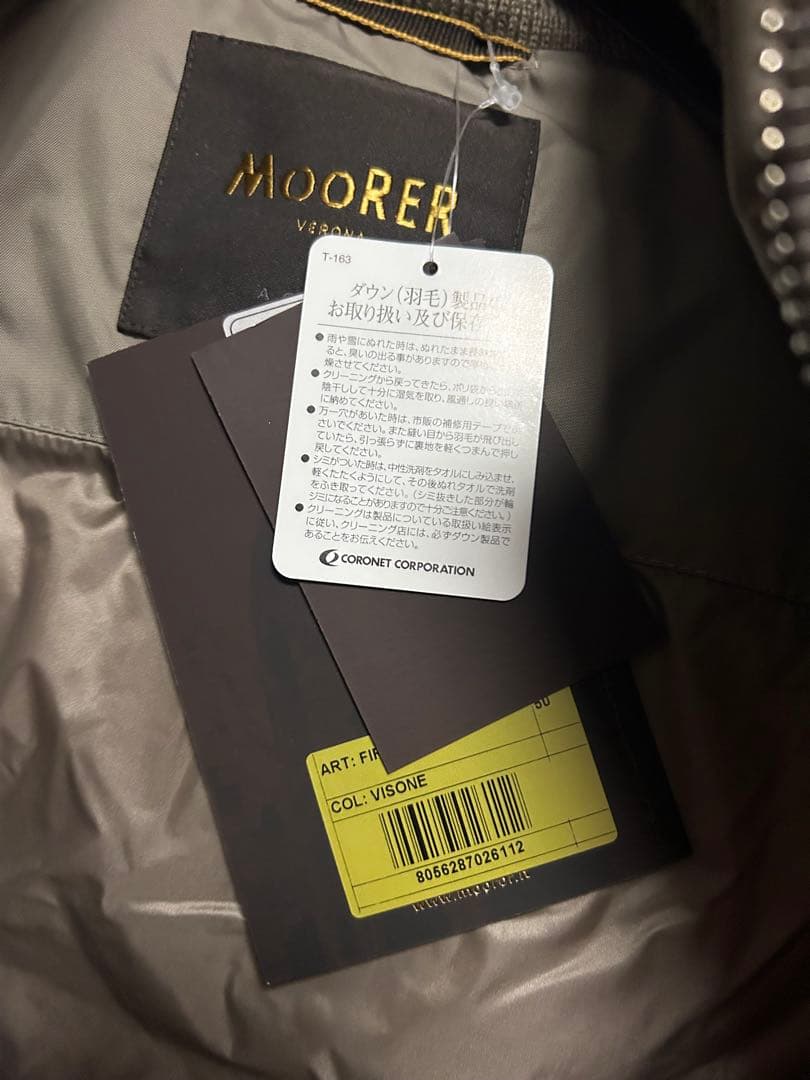 MOORER
VERONA
T-163
ダウン(羽毛)製品の
お取り扱い及び保存
● 雨や雪にぬれた時は、ぬれたまま
ると、臭いの出る事がありますので
燥させてください。
● クリーニングから戻ってきたら、ポリ袋から
陰干しして十分に湿気を取り、風通しの良い場所
に納めてください。
● 万一穴があいた時は、市販の補修用テープで
さいでください。また縫い目から羽毛が飛び出し
ていたら、引っ張らずに裏地を軽くつまんで押し
戻してください。
● シミがついた時は、中性洗剤をタオルにしみ込ませ、
軽くたたくようにして、その後ぬれタオルで洗剤
をふき取ってください。(シミ抜きした部分が輪
ジミになることがありますので十分ご注意ください。)
● クリーニングは製品についている取扱い絵表示
に従い、クリーニング店には、必ずダウン製品で
あることをお伝えください。
CORONET CORPORATION
50
ART: FIR
COL: VISONE
8056287026112
www.moorer.it